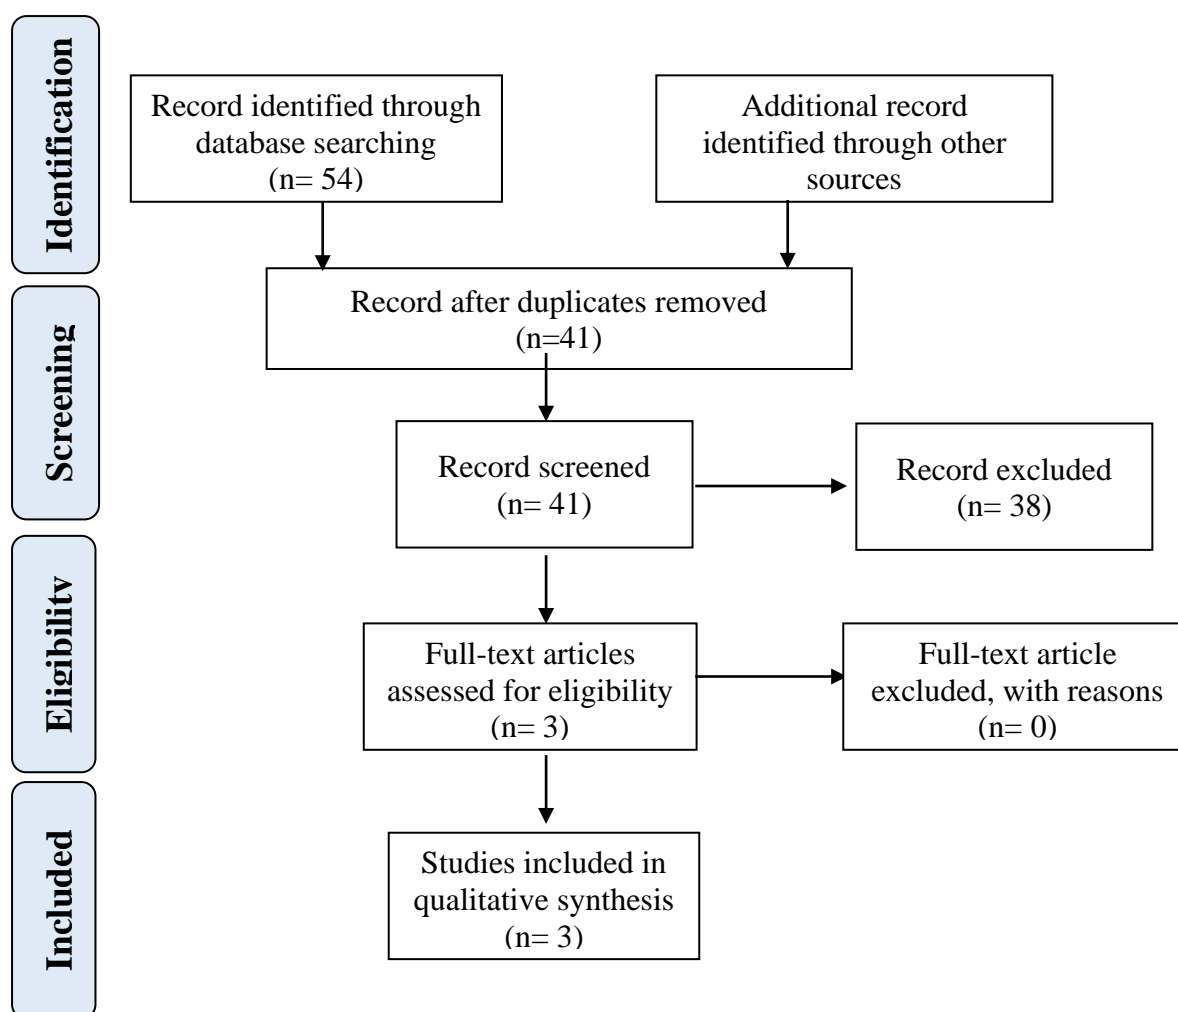 Identification
Record identified through
database searching
(n= 54)
Additional record
identified through other
sources
Record after duplicates removed
(n=41)
Screening
Record screened
(n= 41)
Record excluded
(n= 38)
Eligibility
Full-text articles
assessed for eligibility
(n= 3)
Full-text article
excluded, with reasons
(n= 0)
Included
Studies included in
qualitative synthesis
(n= 3)